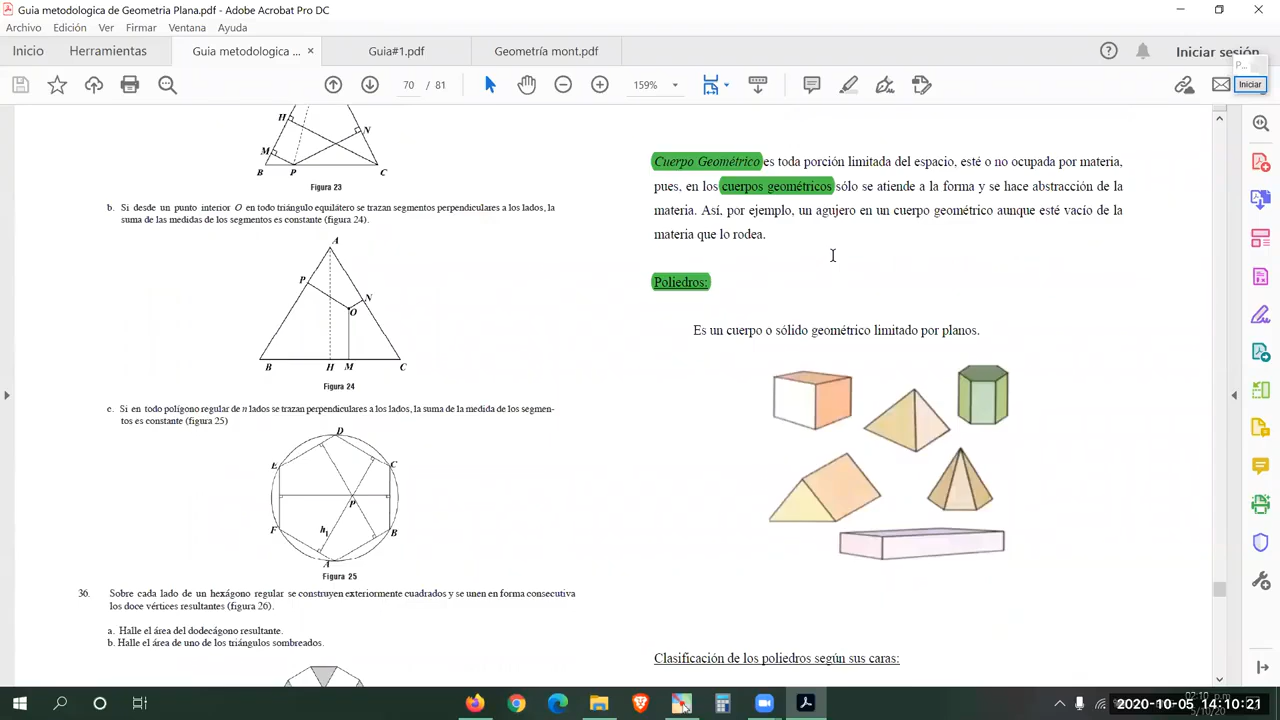 Guia metodologica de Geometria Plana.pdf - Adobe Acrobat Pro DC
Archivo Edición Ver Firmar Ventana Ayuda
Inicio Herramientas Guia metodologica ... × Guia#1.pdf Geometría mont.pdf Iniciar sesión
P...
70 / 81 159% Iniciar
H
N
M
B P C
Figura 23
b. Si desde un punto interior O en todo triángulo equilátero se trazan segmentos perpendiculares a los lados, la
suma de las medidas de los segmentos es constante (figura 24).
A
P
N
O
B H M C
Figura 24
c. Si en todo polígono regular de n lados se trazan perpendiculares a los lados, la suma de la medida de los segmen-
tos es constante (figura 25)
D
E C
P
F h1 B
A
Figura 25
36. Sobre cada lado de un hexágono regular se construyen exteriormente cuadrados y se unen en forma consecutiva
los doce vértices resultantes (figura 26).
a. Halle el área del dodecágono resultante.
b. Halle el área de uno de los triángulos sombreados.
Cuerpo Geométrico es toda porción limitada del espacio, esté o no ocupada por materia,
pues, en los cuerpos geométricos sólo se atiende a la forma y se hace abstracción de la
materia. Así, por ejemplo, un agujero en un cuerpo geométrico aunque esté vacío de la
materia que lo rodea.
Poliedros:
Es un cuerpo o sólido geométrico limitado por planos.
Clasificación de los poliedros según sus caras:
2020-10-05 14:10:21